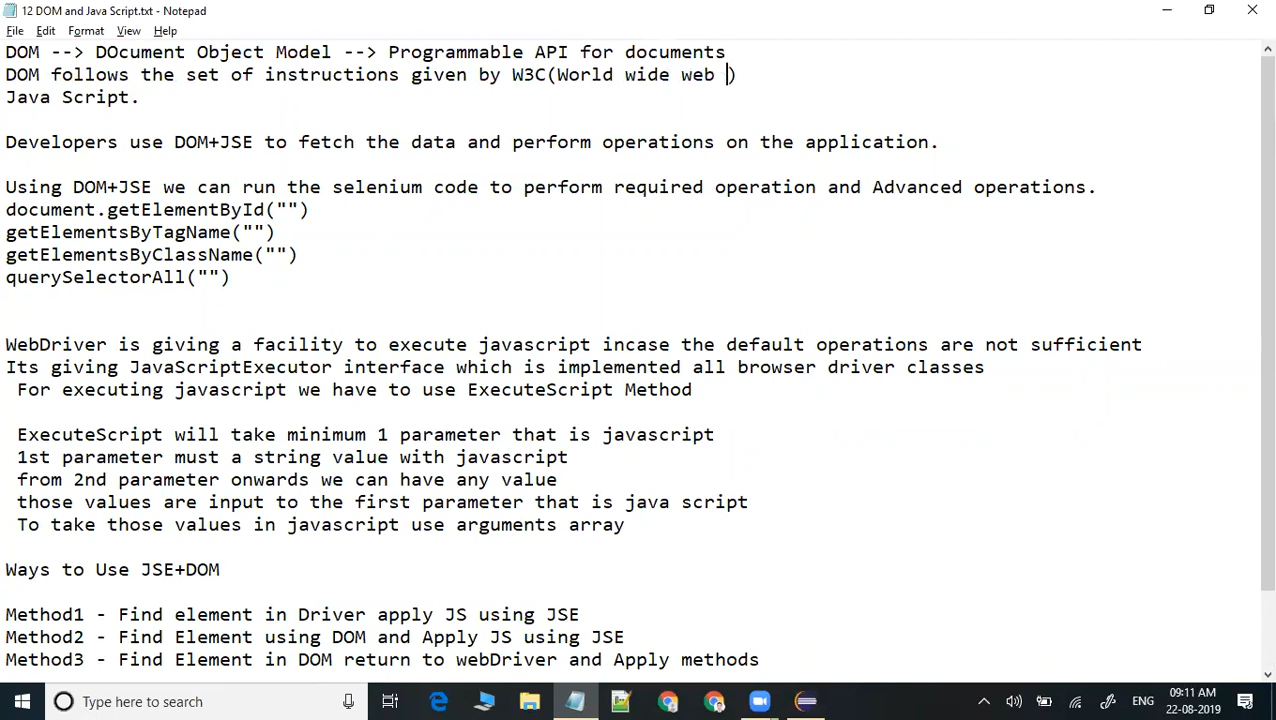 12 DOM and Java Script.txt - Notepad
File Edit Format View Help
DOM --> DOcument Object Model --> Programmable API for documents
DOM follows the set of instructions given by W3C(World wide web )
Java Script.
Developers use DOM+JSE to fetch the data and perform operations on the application.
Using DOM+JSE we can run the selenium code to perform required operation and Advanced operations.
document.getElementById("")
getElementsByTagName("")
getElementsByClassName("")
querySelectorAll("")
WebDriver is giving a facility to execute javascript incase the default operations are not sufficient
Its giving JavaScriptExecutor interface which is implemented all browser driver classes
For executing javascript we have to use ExecuteScript Method
ExecuteScript will take minimum 1 parameter that is javascript
1st parameter must a string value with javascript
from 2nd parameter onwards we can have any value
those values are input to the first parameter that is java script
To take those values in javascript use arguments array
Ways to Use JSE+DOM
Method1 - Find element in Driver apply JS using JSE
Method2 - Find Element using DOM and Apply JS using JSE
Method3 - Find Element in DOM return to webDriver and Apply methods
Type here to search
ENG
09:11 AM
22-08-2019